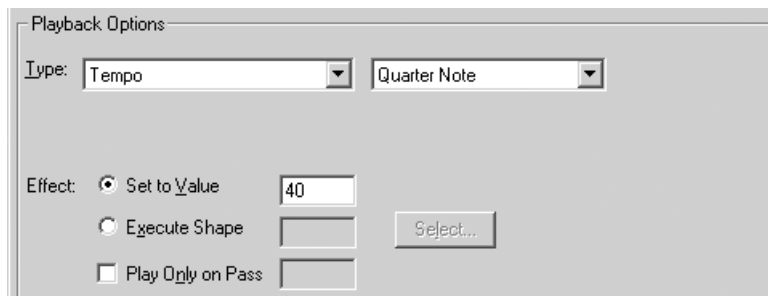 Playback Options
Type: Tempo Quarter Note
Effect: Set to Value 40
Execute Shape Select...
Play Only on Pass